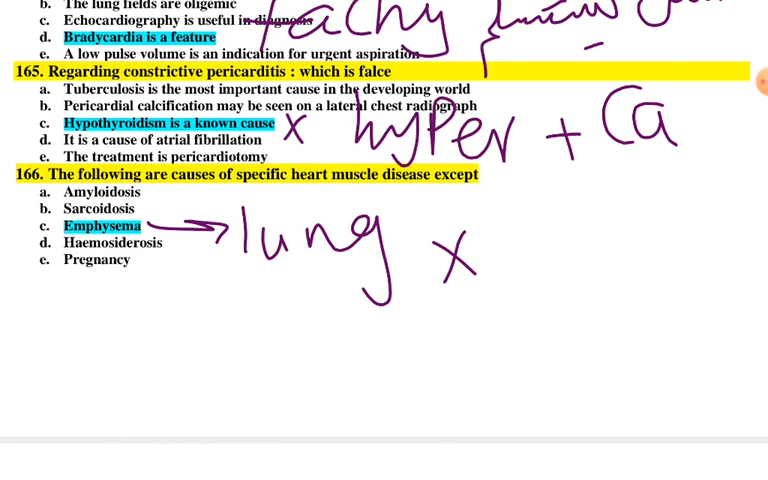 b. The lung fields are oligemic
c. Echocardiography is useful in diagnosis
d. Bradycardia is a feature
tachy
e. A low pulse volume is an indication for urgent aspiration
165. Regarding constrictive pericarditis : which is falce
a. Tuberculosis is the most important cause in the developing world
b. Pericardial calcification may be seen on a lateral chest radiograph
c. Hypothyroidism is a known cause x hyper + Ca
d. It is a cause of atrial fibrillation
e. The treatment is pericardiotomy
166. The following are causes of specific heart muscle disease except
a. Amyloidosis
b. Sarcoidosis
c. Emphysema → lung x
d. Haemosiderosis
e. Pregnancy